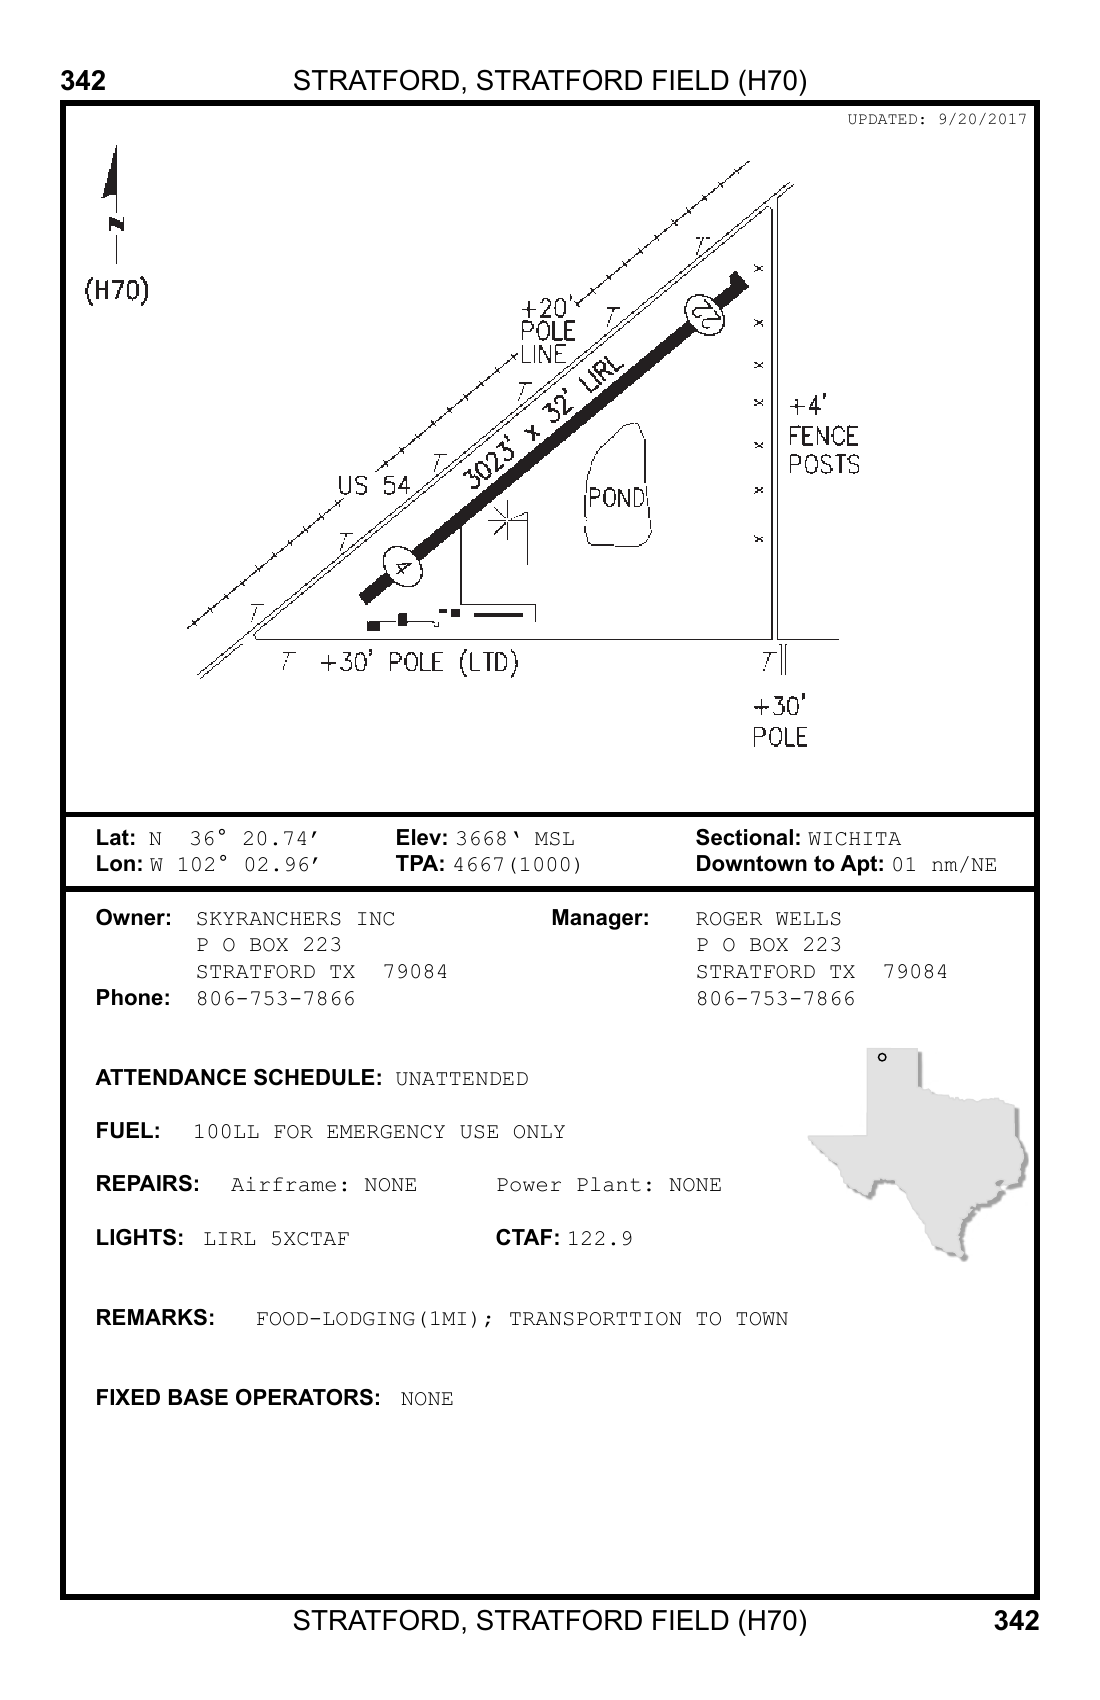 342 STRATFORD, STRATFORD FIELD (H70)
UPDATED: 9/20/2017
N
(H70)
+20'
POLE
LINE
T
T
T
T
T
T
22
3023' x 32' LIRL
US 54
+4'
FENCE
POSTS
POND
4
T +30' POLE (LTD)
T
+30'
POLE
Lat: N 36° 20.74′ Elev: 3668‘ MSL Sectional: WICHITA
Lon: W 102° 02.96′ TPA: 4667(1000) Downtown to Apt: 01 nm/NE
Owner: SKYRANCHERS INC Manager: ROGER WELLS
P O BOX 223 P O BOX 223
STRATFORD TX 79084 STRATFORD TX 79084
Phone: 806-753-7866 806-753-7866
ATTENDANCE SCHEDULE: UNATTENDED
FUEL: 100LL FOR EMERGENCY USE ONLY
REPAIRS: Airframe: NONE Power Plant: NONE
LIGHTS: LIRL 5XCTAF CTAF: 122.9
REMARKS: FOOD-LODGING(1MI); TRANSPORTTION TO TOWN
FIXED BASE OPERATORS: NONE
STRATFORD, STRATFORD FIELD (H70) 342